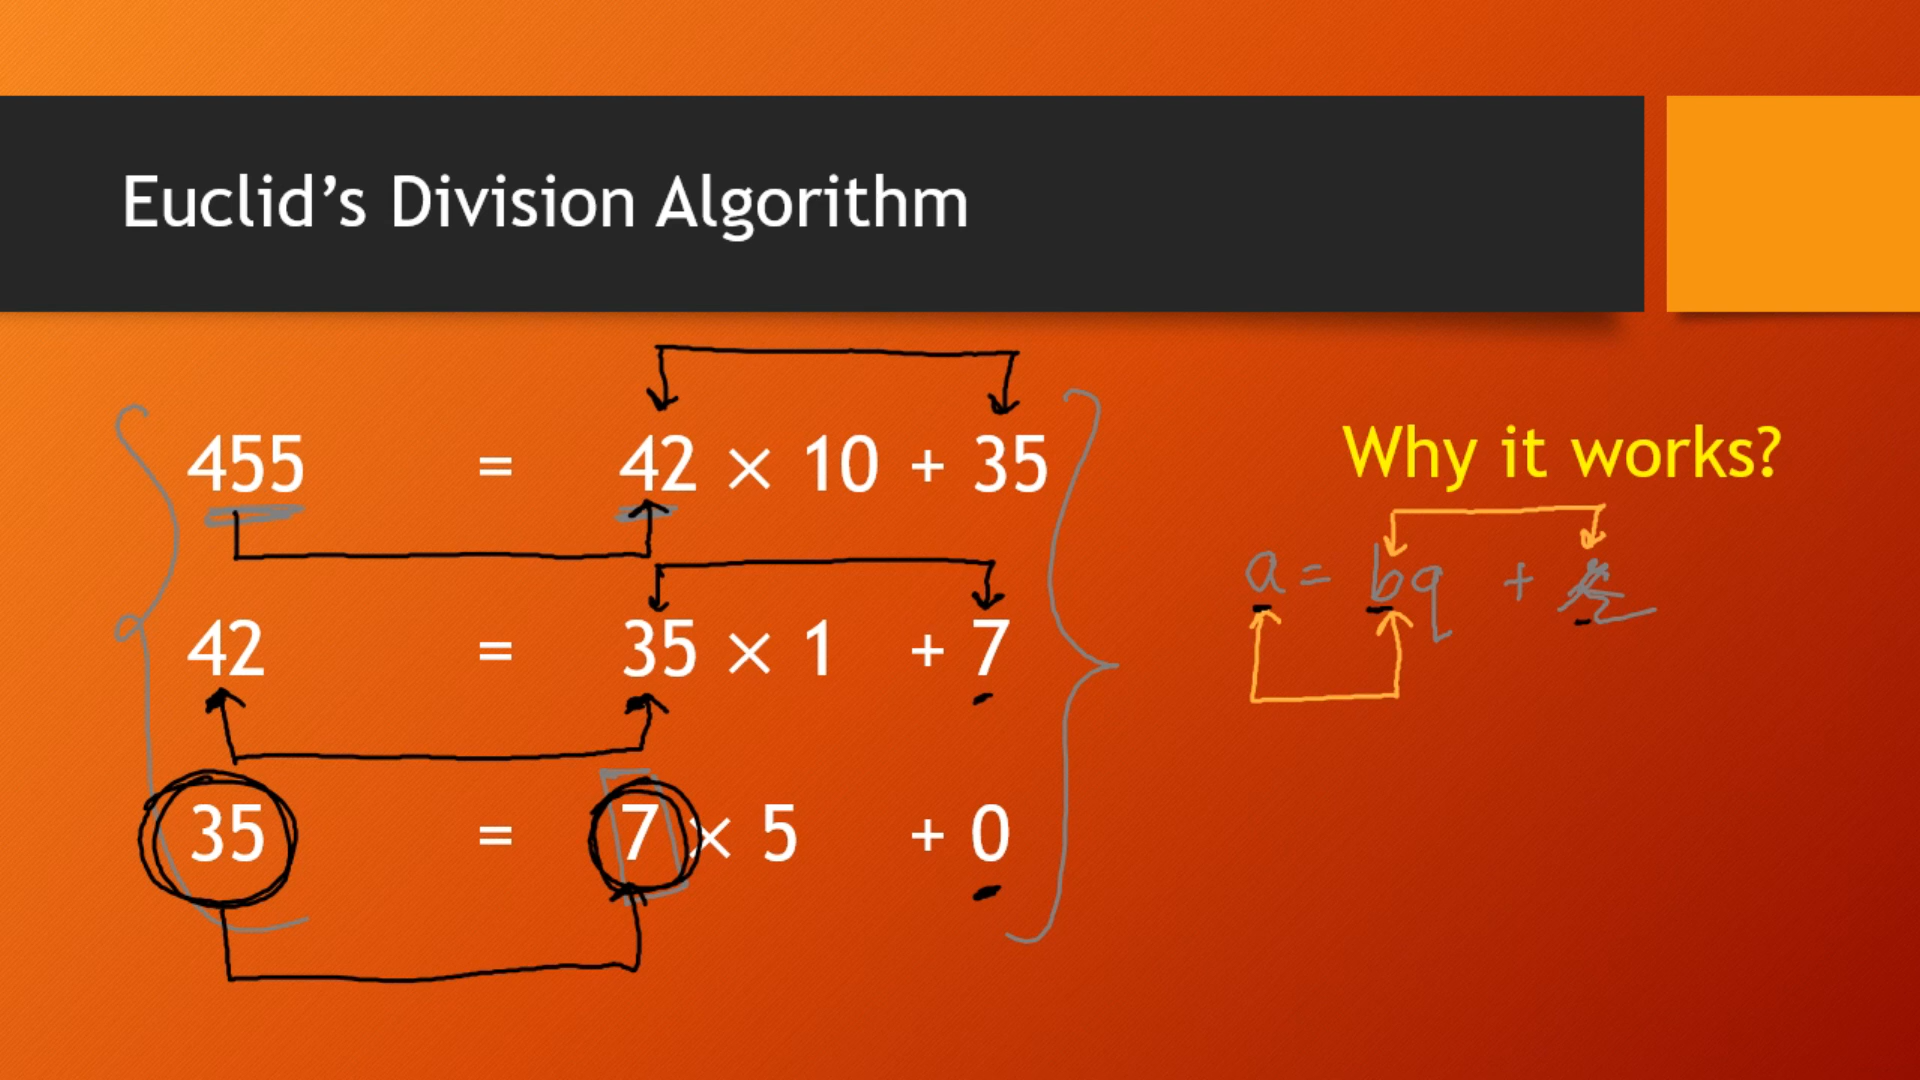 Euclid’s Division Algorithm
455 = 42 × 10 + 35
42 = 35 × 1 + 7
35 = 7 × 5 + 0
Why it works?
a = bq + r